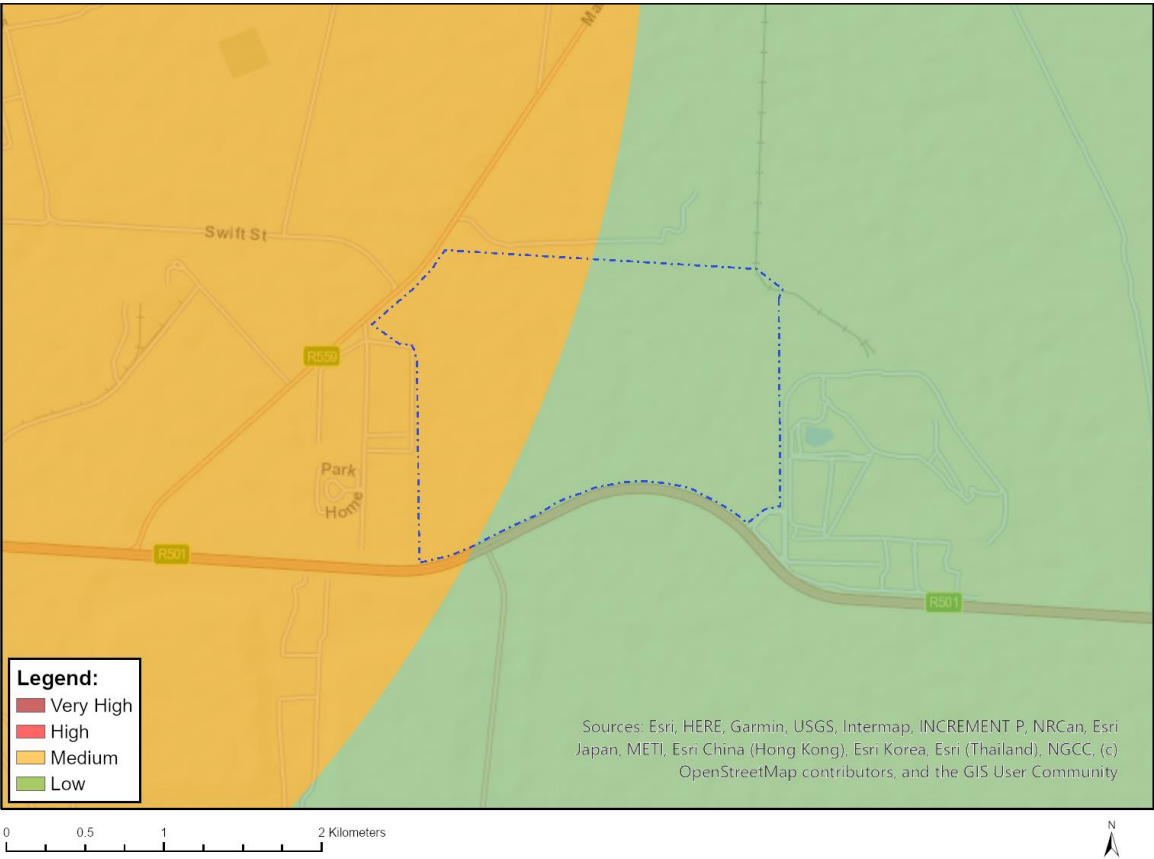 Ma
Swift St
R559
Park
Home
R501
R501
Legend:
Very High
High
Medium
Low
Sources: Esri, HERE, Garmin, USGS, Intermap, INCREMENT P, NRCan, Esri
Japan, METI, Esri China (Hong Kong), Esri Korea, Esri (Thailand), NGCC, (c)
OpenStreetMap contributors, and the GIS User Community
0 0.5 1 2 Kilometers
N